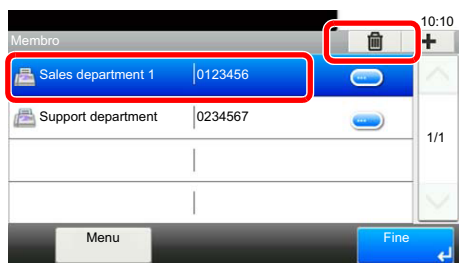 10:10
Membro
Sales department 1 0123456
Support department 0234567
1/1
Menu Fine